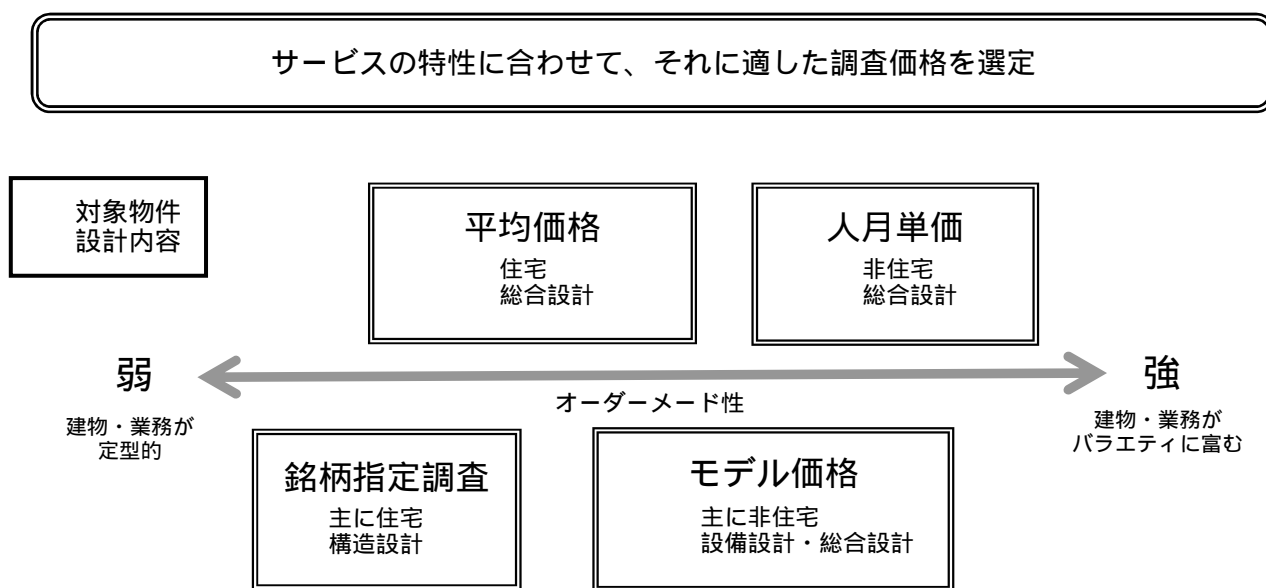 サービスの特性に合わせて、それに適した調査価格を選定
対象物件
設計内容
平均価格
住宅
総合設計
人月単価
非住宅
総合設計
弱
建物・業務が
定型的
オーダーメード性
強
建物・業務が
バラエティに富む
銘柄指定調査
主に住宅
構造設計
モデル価格
主に非住宅
設備設計・総合設計